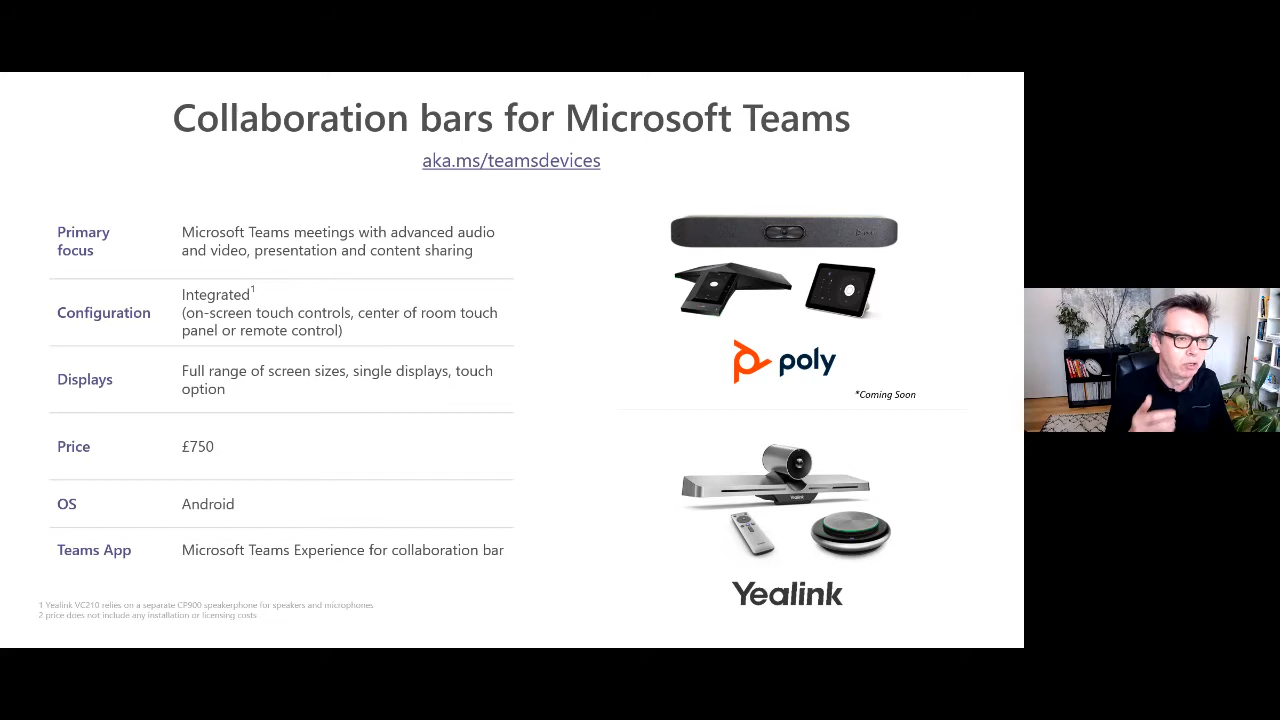 Collaboration bars for Microsoft Teams
aka.ms/teamsdevices
Primary
focus
Microsoft Teams meetings with advanced audio
and video, presentation and content sharing
Configuration
Integrated1
(on-screen touch controls, center of room touch
panel or remote control)
Displays
Full range of screen sizes, single displays, touch
option
Price
£750
OS
Android
Teams App
Microsoft Teams Experience for collaboration bar
1 Yealink VC210 relies on a separate CP900 speakerphone for speakers and microphones
2 price does not include any installation or licensing costs
poly
*Coming Soon
Yealink
Yealink